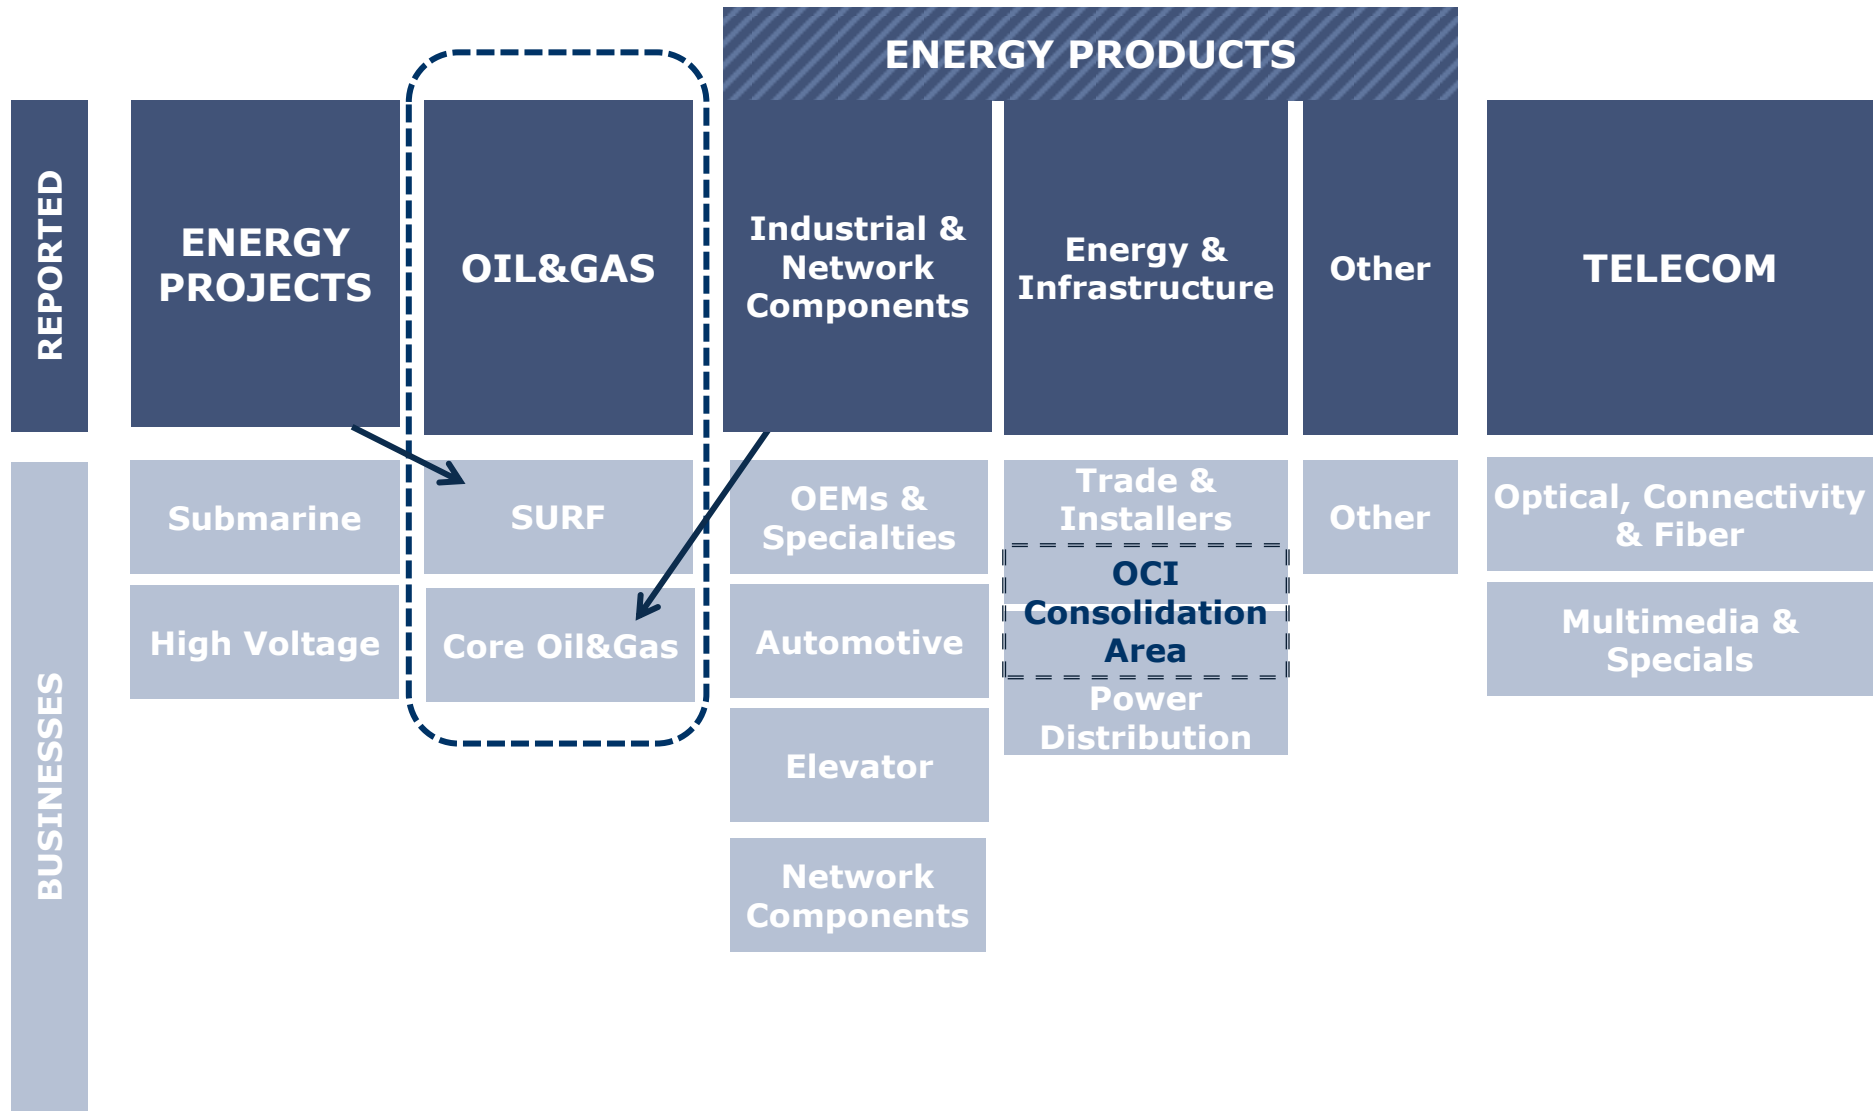 ENERGY PRODUCTS
REPORTED
ENERGY
PROJECTS
OIL&GAS
Industrial &
Network
Components
Energy &
Infrastructure
Other
TELECOM
BUSINESSES
Submarine
High Voltage
SURF
Core Oil&Gas
OEMs &
Specialties
Automotive
Elevator
Network
Components
Trade &
Installers
OCI
Consolidation
Area
Power
Distribution
Other
Optical, Connectivity
& Fiber
Multimedia &
Specials